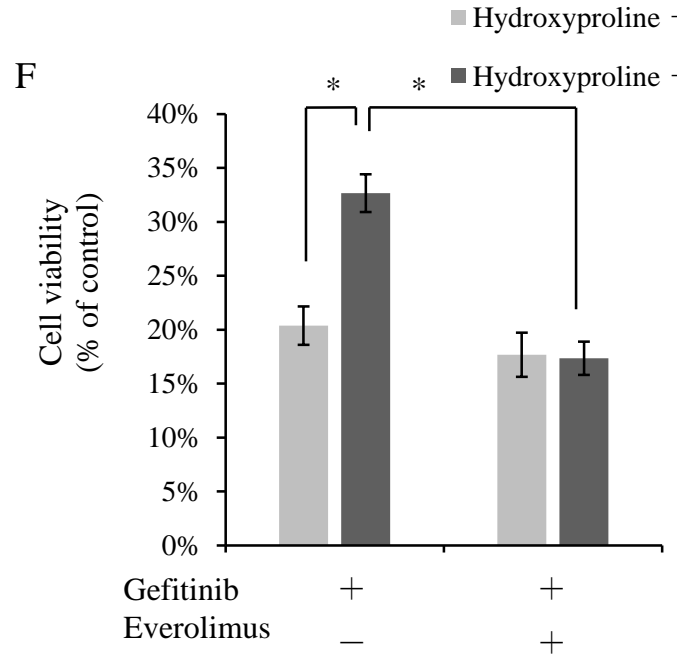 Hydroxyproline
F
* * Hydroxyproline +
40%
35%
30%
25%
20%
15%
10%
5%
0%
Cell viability
(% of control)
Gefitinib + +
Everolimus − +